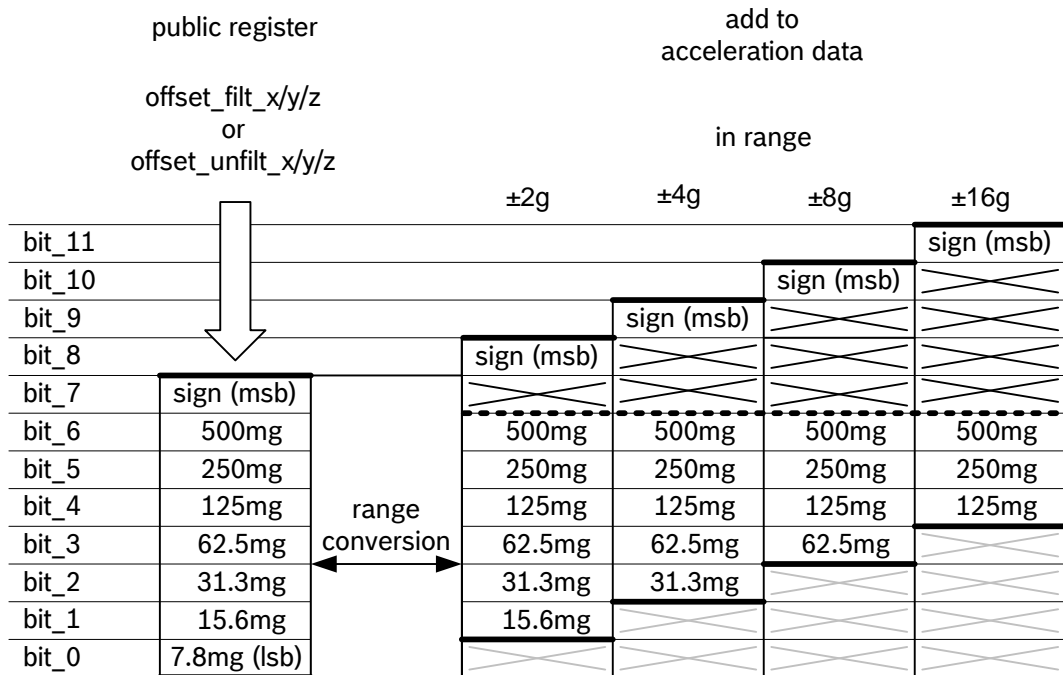 public register
add to
acceleration data
offset_filt_x/y/z
or
offset_unfilt_x/y/z
in range
±2g ±4g ±8g ±16g
bit_11 sign (msb)
bit_10 sign (msb)
bit_9 sign (msb)
bit_8 sign (msb)
bit_7 sign (msb)
bit_6 500mg 500mg 500mg 500mg 500mg
bit_5 250mg 250mg 250mg 250mg 250mg
bit_4 125mg 125mg 125mg 125mg 125mg
range
conversion
bit_3 62.5mg 62.5mg 62.5mg 62.5mg
bit_2 31.3mg 31.3mg 31.3mg
bit_1 15.6mg 15.6mg
bit_0 7.8mg (lsb)